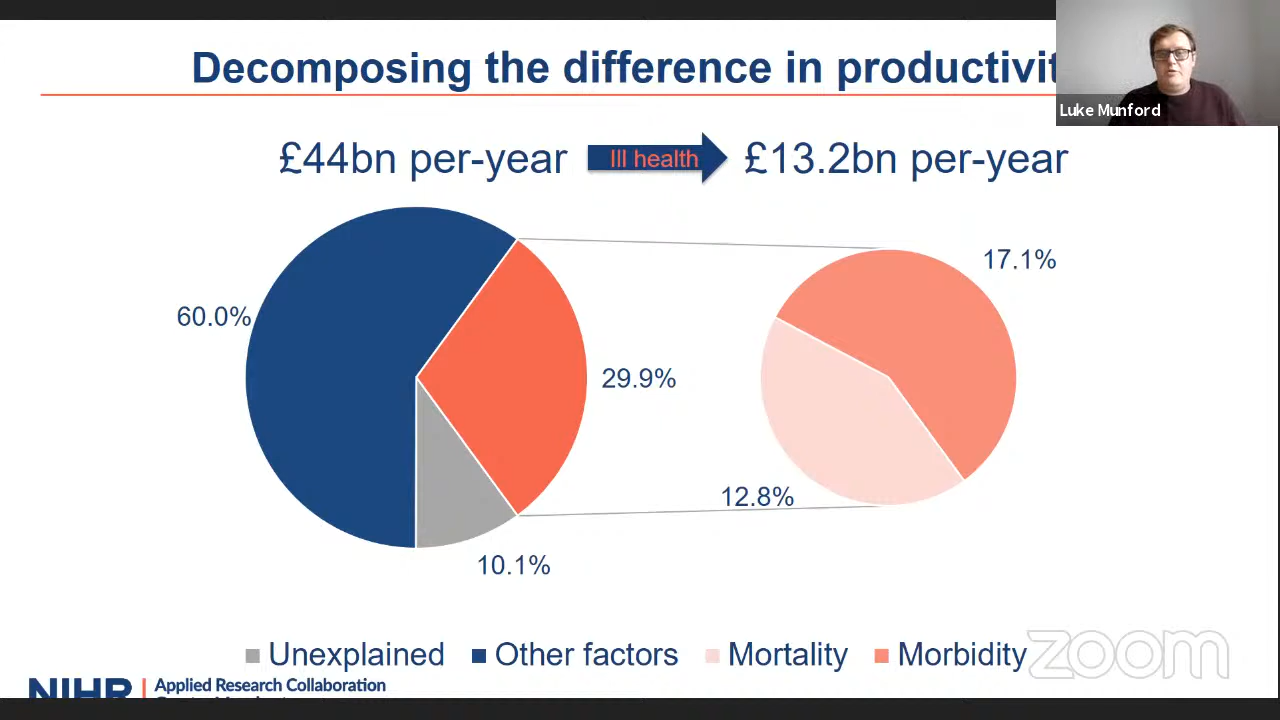 Decomposing the difference in productivit
Luke Munford
£44bn per-year
Ill health
£13.2bn per-year
17.1%
60.0%
29.9%
12.8%
10.1%
Unexplained
Other factors
Mortality
Morbidity
zoom
NIHR
Applied Research Collaboration